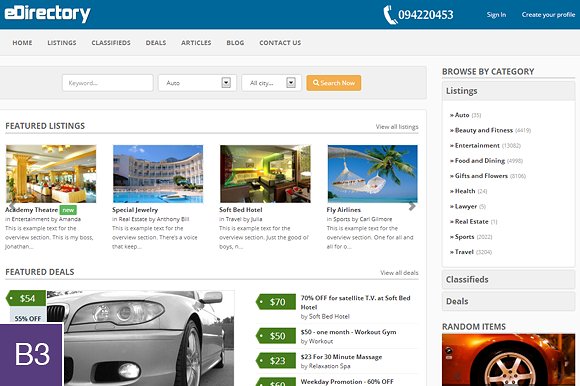 eDirectory
094220453
Sign In
Create your profile
HOME
LISTINGS
CLASSIFIEDS
DEALS
ARTICLES
BLOG
CONTACT US
Keyword...
Auto
All city...
Search Now
FEATURED LISTINGS
View all listings
Academy Theatre new
in Entertainment by Amanda
This is example text for the
overview section. This is my boss,
Jonathan...
Special Jewelry
in Real Estate by Anthony Bill
This is example text for the
overview section. There's a voice
that keep...
Soft Bed Hotel
in Travel by Julia
This is example text for the
overview section. Just the good ol'
boys, n...
Fly Airlines
in Sports by Carl Gilmore
This is example text for the
overview section. One for all and
all for o...
FEATURED DEALS
View all deals
$54
55% OFF
$70
70% OFF for satellite T.V. at Soft Bed
Hotel
by Soft Bed Hotel
$50
$50 - one month - Workout Gym
by Workout
$23
$23 For 30 Minute Massage
by Relaxation Spa
$66
Weekday Promotion - 60% OFF
B3
BROWSE BY CATEGORY
Listings
» Auto (35)
» Beauty and Fitness (6419)
» Entertainment (13082)
» Food and Dining (4998)
» Gifts and Flowers (8106)
» Health (24)
» Lawyer (5)
» Real Estate (1)
» Sports (2022)
» Travel (3204)
Classifieds
Deals
RANDOM ITEMS